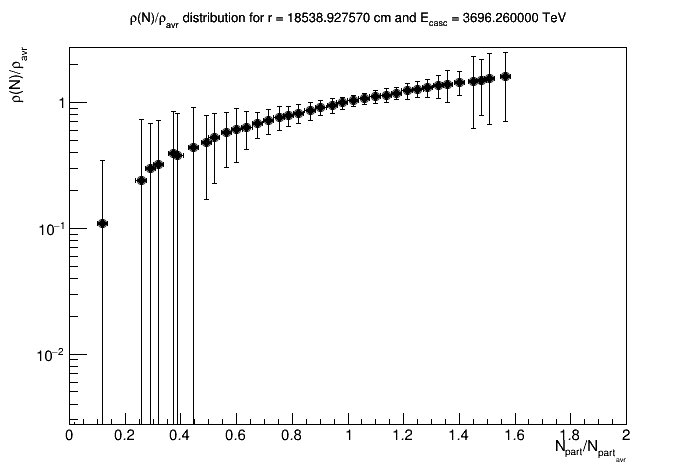 ρ(N)/ρavr distribution for r = 18538.927570 cm and Ecasc = 3696.260000 TeV
ρ(N)/ρavr
1
10−1
10−2
0 0.2 0.4 0.6 0.8 1 1.2 1.4 1.6 1.8 2
Npart/Npartavr